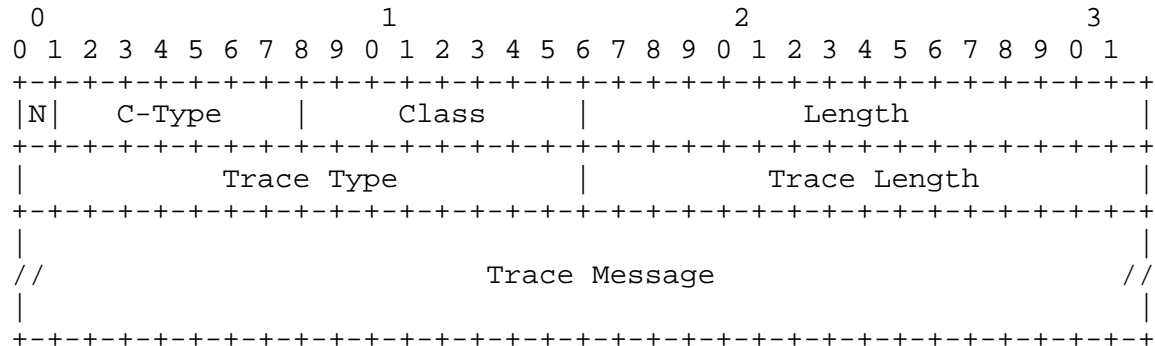 0                   1                   2                   3
0 1 2 3 4 5 6 7 8 9 0 1 2 3 4 5 6 7 8 9 0 1 2 3 4 5 6 7 8 9 0 1
+-+-+-+-+-+-+-+-+-+-+-+-+-+-+-+-+-+-+-+-+-+-+-+-+-+-+-+-+-+-+-+
|N|   C-Type    |     Class     |            Length             |
+-+-+-+-+-+-+-+-+-+-+-+-+-+-+-+-+-+-+-+-+-+-+-+-+-+-+-+-+-+-+-+
|           Trace Type          |          Trace Length         |
+-+-+-+-+-+-+-+-+-+-+-+-+-+-+-+-+-+-+-+-+-+-+-+-+-+-+-+-+-+-+-+
|                                                               |
//                         Trace Message                       //
|                                                               |
+-+-+-+-+-+-+-+-+-+-+-+-+-+-+-+-+-+-+-+-+-+-+-+-+-+-+-+-+-+-+-+